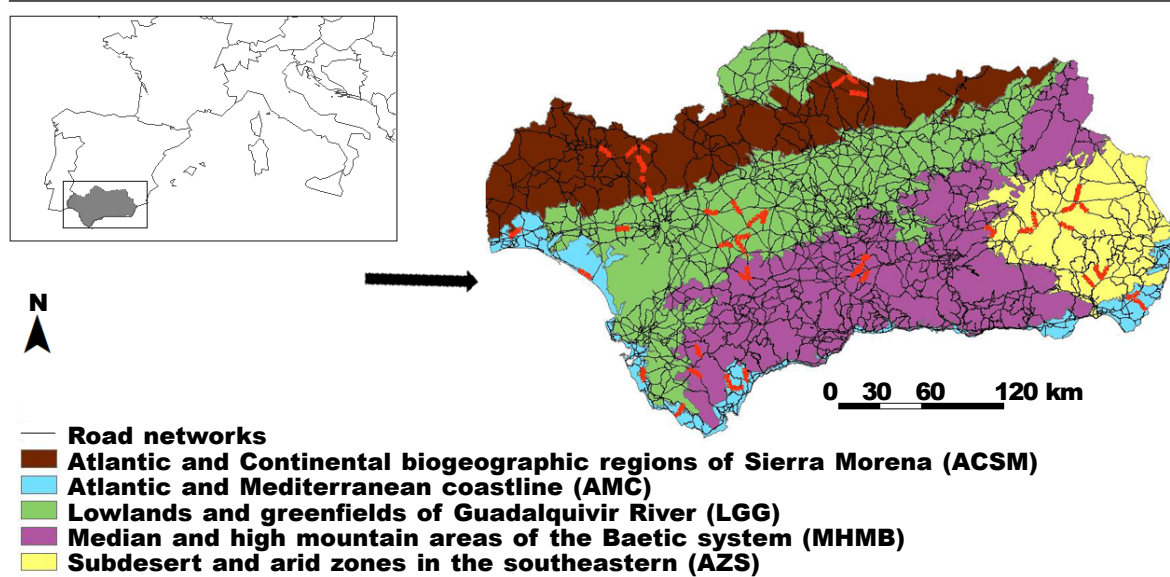 N
0 30 60 120 km
Road networks
Atlantic and Continental biogeographic regions of Sierra Morena (ACSM)
Atlantic and Mediterranean coastline (AMC)
Lowlands and greenfields of Guadalquivir River (LGG)
Median and high mountain areas of the Baetic system (MHMB)
Subdesert and arid zones in the southeastern (AZS)